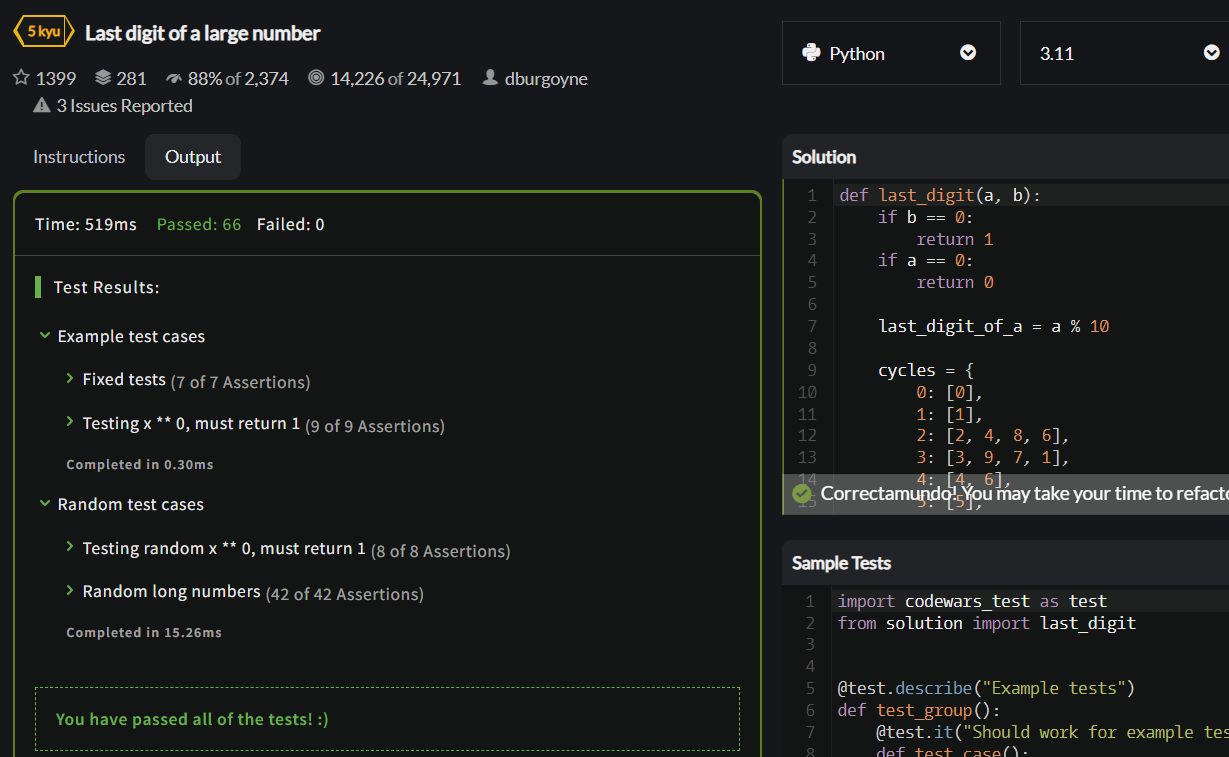 5 kyu Last digit of a large number
1399 281 88% of 2,374 14,226 of 24,971 dburgoyne
3 Issues Reported
Instructions Output
Time: 519ms Passed: 66 Failed: 0
Test Results:
Example test cases
Fixed tests (7 of 7 Assertions)
Testing x ** 0, must return 1 (9 of 9 Assertions)
Completed in 0.30ms
Random test cases
Testing random x ** 0, must return 1 (8 of 8 Assertions)
Random long numbers (42 of 42 Assertions)
Completed in 15.26ms
You have passed all of the tests! :)
Python 3.11
Solution
1 def last_digit(a, b):
2     if b == 0:
3         return 1
4     if a == 0:
5         return 0
6
7     last_digit_of_a = a % 10
8
9     cycles = {
10         0: [0],
11         1: [1],
12         2: [2, 4, 8, 6],
13         3: [3, 9, 7, 1],
14         4: [4, 6],
15         5: [5],
Correctamundo! You may take your time to refacto
Sample Tests
1 import codewars_test as test
2 from solution import last_digit
3
4
5 @test.describe("Example tests")
6 def test_group():
7     @test.it("Should work for example tes
8     def test_case():